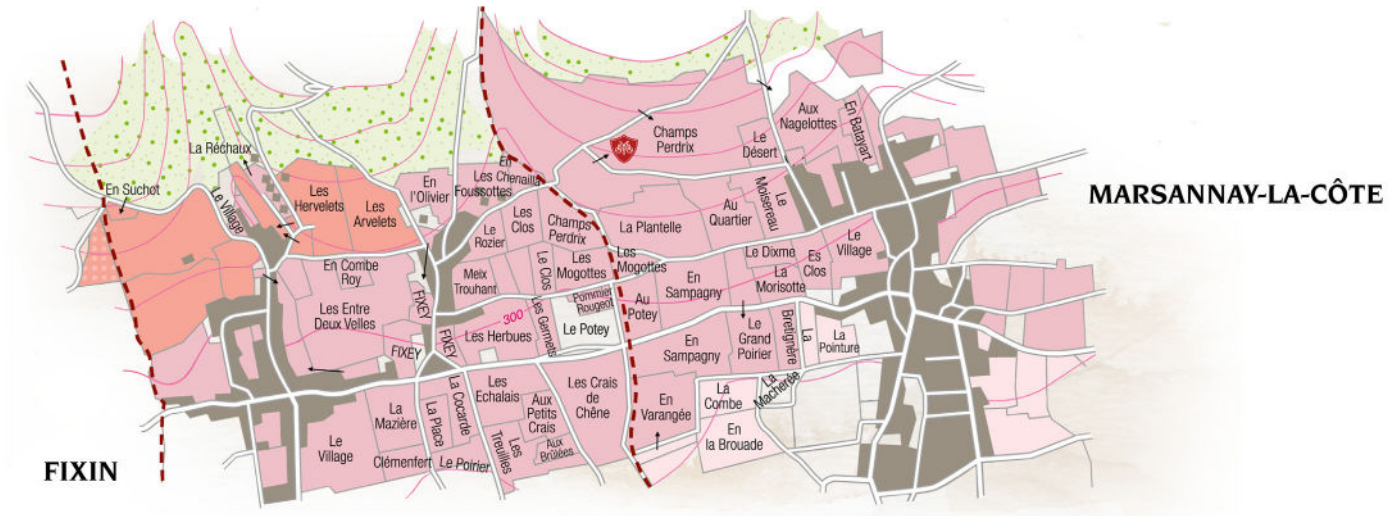 La Réchaux
En Suchot
Le Village
Les
Hervelets
Les
Arvelets
En
l'Olivier
En
Les Chenailla
Foussottes
Champs
Perdrix
Le
Désert
Aux
Nagelottes
En Batayart
MARSANNAY-LA-CÔTE
Le
Rozier
Les
Clos
Champs
Perdrix
La Plantelle
Au
Quartier
Le
Moisereau
En Combe
Roy
Meix
Trouhant
Le Clos
Les
Mogottes
Les
Mogottes
En
Sampagny
Le Dixme
La
Morisotte
Es
Clos
Le
Village
Les Entre
Deux Velles
FIXEY
FIXEY
FIXEY
300
Les Herbues
Les Germets
Pommier
Rougeot
Le Potey
Au
Potey
En
Sampagny
Le
Grand
Poirier
La
Bretignère
La
Pointure
La
Mazière
La Place
La Cocarde
Les
Echalais
Aux
Petits
Crais
Les Crais
de
Chêne
En
Varangée
La
Combe
La
Macherée
En
la Brouade
Le
Village
Clémenfert
Le Poirier
Les
Treuilles
Aux
Brûlées
FIXIN